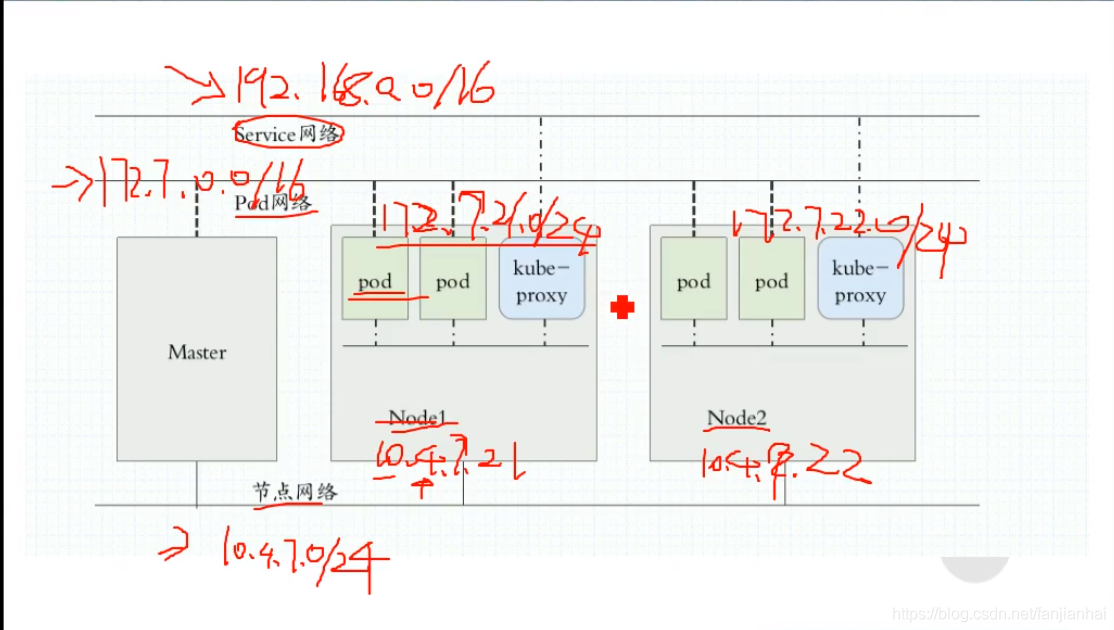 192.168.0.0/16
Service网络
172.7.0.0/16
Pod网络
172.7.21.0/24
172.7.22.0/24
pod
pod
kube-
proxy
pod
pod
kube-
proxy
Master
Node1
Node2
10.4.7.21
10.4.7.22
节点网络
10.4.7.0/24
https://blog.csdn.net/fanjianhai